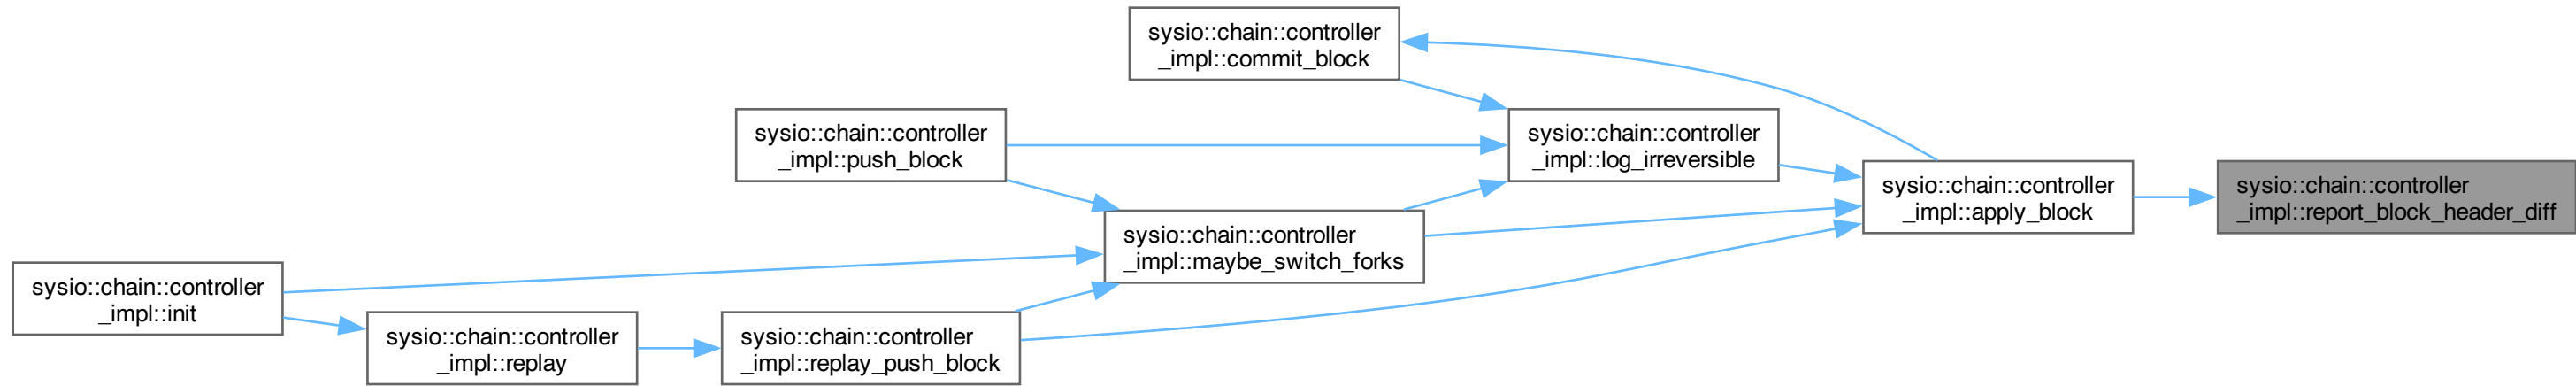 sysio::chain::controller
_impl::commit_block
sysio::chain::controller
_impl::push_block
sysio::chain::controller
_impl::log_irreversible
sysio::chain::controller
_impl::apply_block
sysio::chain::controller
_impl::report_block_header_diff
sysio::chain::controller
_impl::maybe_switch_forks
sysio::chain::controller
_impl::init
sysio::chain::controller
_impl::replay
sysio::chain::controller
_impl::replay_push_block